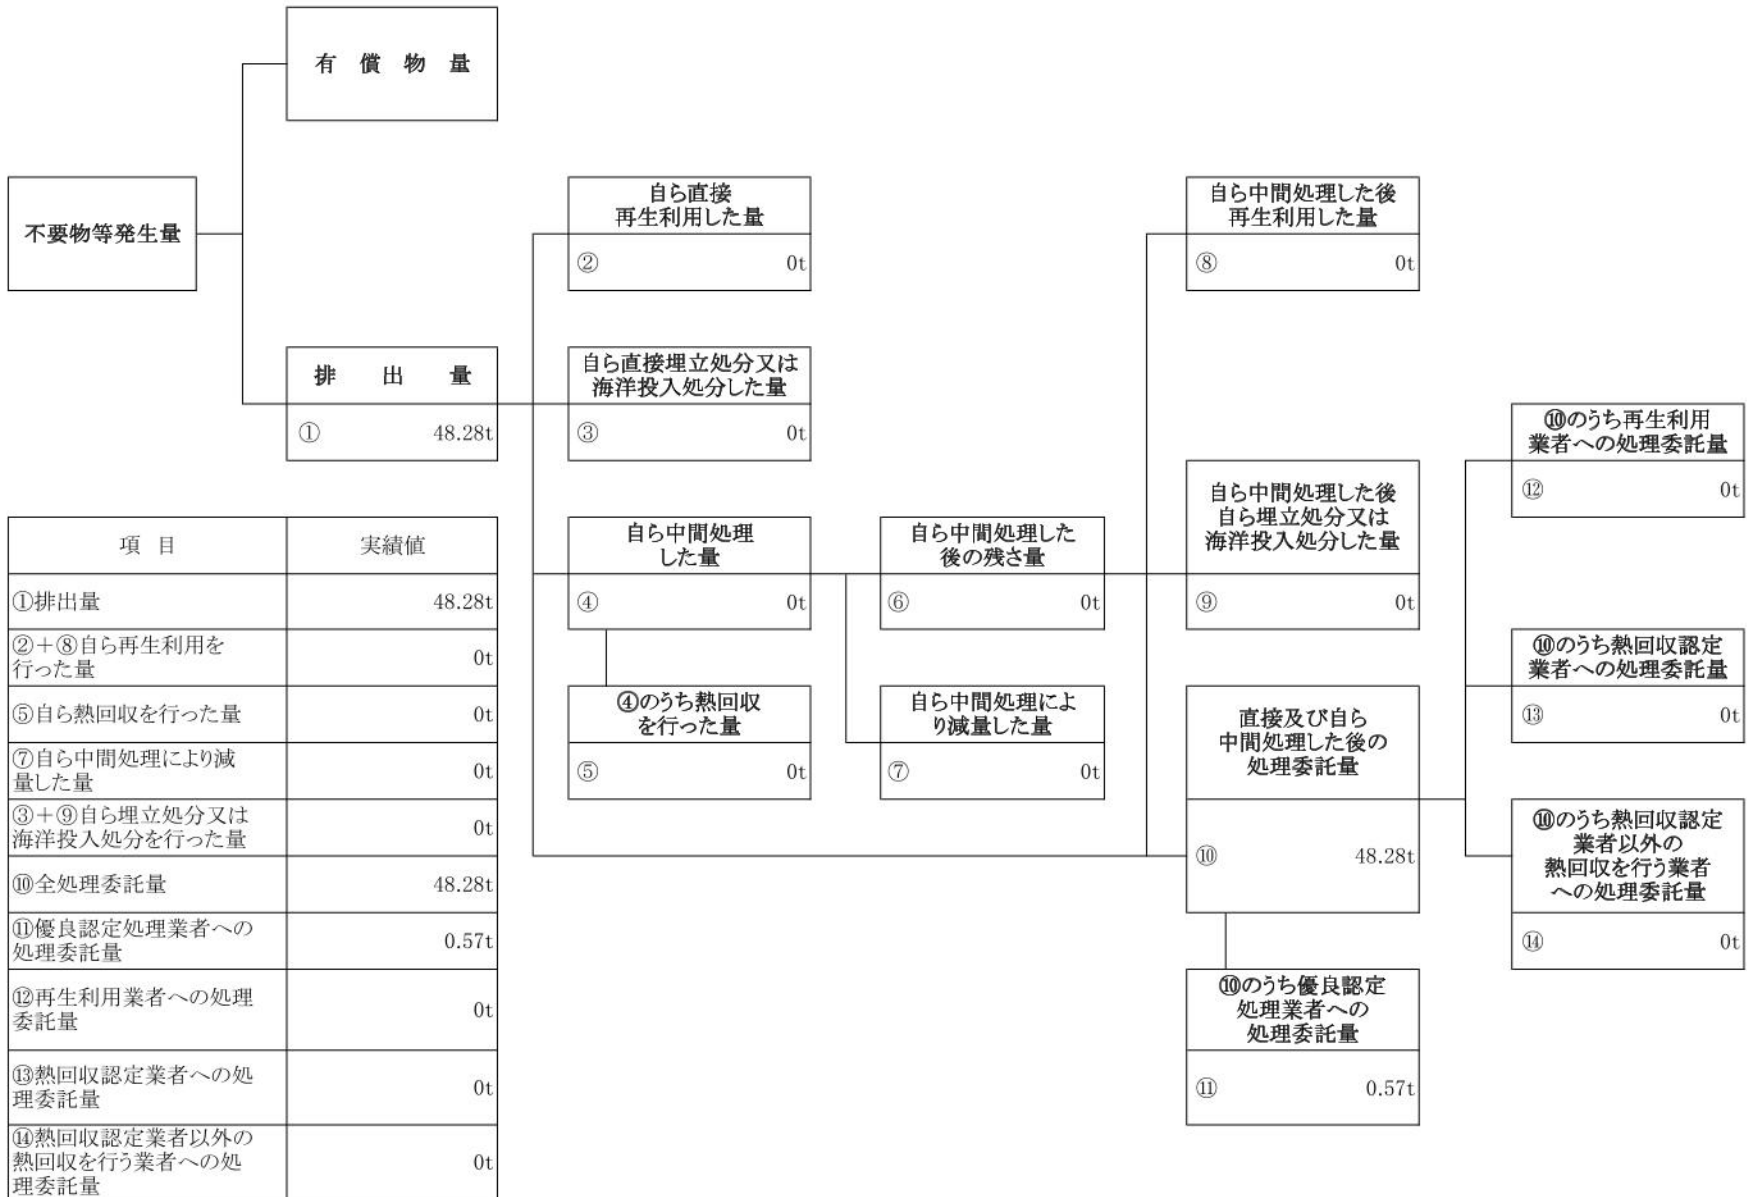 有 償 物 量
不要物等発生量
排 出 量
① 48.28t
自ら直接
再生利用した量
② 0t
自ら直接埋立処分又は
海洋投入処分した量
③ 0t
自ら中間処理
した量
④ 0t
④のうち熱回収
を行った量
⑤ 0t
自ら中間処理した
後の残さ量
⑥ 0t
自ら中間処理によ
り減量した量
⑦ 0t
自ら中間処理した後
再生利用した量
⑧ 0t
自ら中間処理した後
自ら埋立処分又は
海洋投入処分した量
⑨ 0t
直接及び自ら
中間処理した後の
処理委託量
⑩ 48.28t
⑩のうち優良認定
処理業者への
処理委託量
⑪ 0.57t
⑩のうち再生利用
業者への処理委託量
⑫ 0t
⑩のうち熱回収認定
業者への処理委託量
⑬ 0t
⑩のうち熱回収認定
業者以外の
熱回収を行う業者
への処理委託量
⑭ 0t
項 目 実績値
①排出量 48.28t
②＋⑧自ら再生利用を
行った量 0t
⑤自ら熱回収を行った量 0t
⑦自ら中間処理により減
量した量 0t
③＋⑨自ら埋立処分又は
海洋投入処分を行った量 0t
⑩全処理委託量 48.28t
⑪優良認定処理業者への
処理委託量 0.57t
⑫再生利用業者への処理
委託量 0t
⑬熱回収認定業者への処
理委託量 0t
⑭熱回収認定業者以外の
熱回収を行う業者への処
理委託量 0t